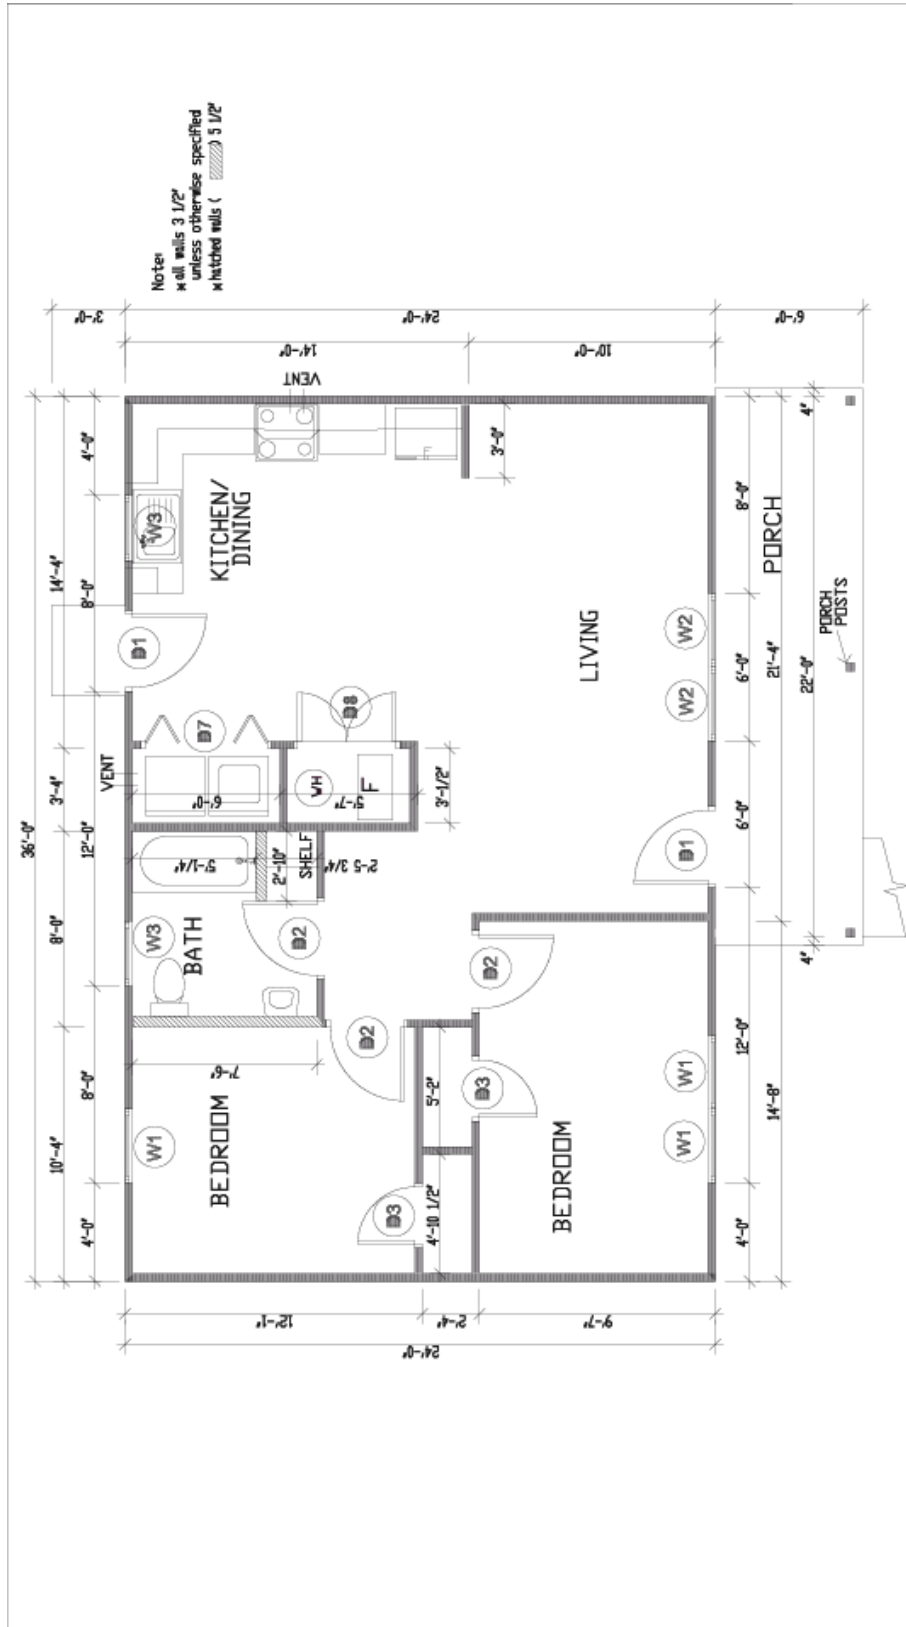 Note:
* all walls 3 1/2"
unless otherwise specified
* hatched walls ( ) 5 1/2"
36'-0"
10'-4"
8'-0"
3'-4"
14'-4"
4'-0"
8'-0"
12'-0"
8'-0"
4'-0"
VENT
3'-0"
24'-0"
6'-0"
14'-0"
10'-0"
VENT
W1
W3
D1
W3
BEDROOM
BATH
KITCHEN/
DINING
7'-6"
5'-1/4"
6'-0"
D7
2'-10"
SHELF
2'-5 3/4"
D2
D2
WH
5'-7"
F
D8
3'-1/2"
3'-0"
D3
4'-10 1/2"
5'-2"
D3
D2
LIVING
BEDROOM
W1
W1
D1
W2
W2
12'-1"
2'-4"
9'-7"
24'-0"
4'-0"
12'-0"
6'-0"
6'-0"
8'-0"
14'-8"
21'-4"
PORCH
4"
22'-0"
4"
PORCH
POSTS